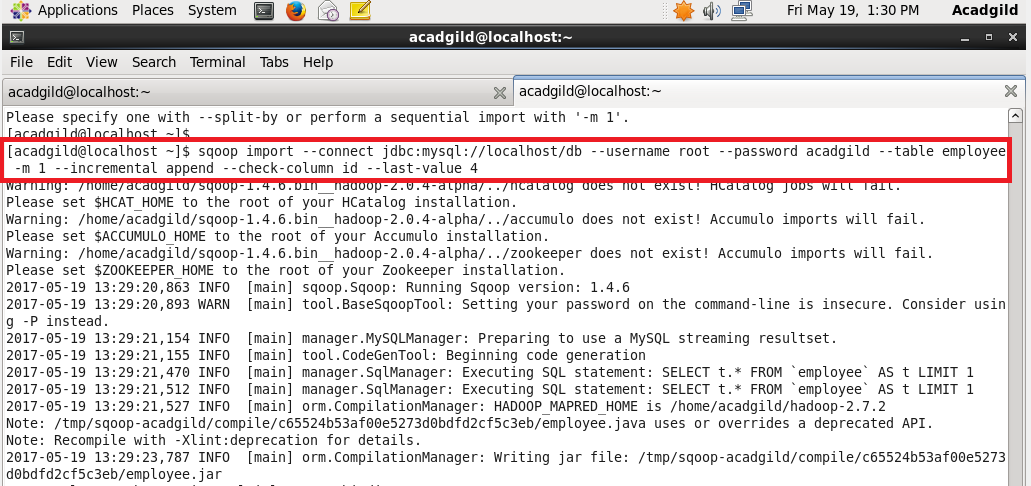 Applications Places System Fri May 19, 1:30 PM Acadgild
acadgild@localhost:~
File Edit View Search Terminal Tabs Help
acadgild@localhost:~ acadgild@localhost:~
Please specify one with --split-by or perform a sequential import with '-m 1'.
[acadgild@localhost ~]$
[acadgild@localhost ~]$ sqoop import --connect jdbc:mysql://localhost/db --username root --password acadgild --table employee
-m 1 --incremental append --check-column id --last-value 4
Warning: /home/acadgild/sqoop-1.4.6.bin__hadoop-2.0.4-alpha/../hcatalog does not exist! HCatalog jobs will fail.
Please set $HCAT_HOME to the root of your HCatalog installation.
Warning: /home/acadgild/sqoop-1.4.6.bin__hadoop-2.0.4-alpha/../accumulo does not exist! Accumulo imports will fail.
Please set $ACCUMULO_HOME to the root of your Accumulo installation.
Warning: /home/acadgild/sqoop-1.4.6.bin__hadoop-2.0.4-alpha/../zookeeper does not exist! Accumulo imports will fail.
Please set $ZOOKEEPER_HOME to the root of your Zookeeper installation.
2017-05-19 13:29:20,863 INFO  [main] sqoop.Sqoop: Running Sqoop version: 1.4.6
2017-05-19 13:29:20,893 WARN  [main] tool.BaseSqoopTool: Setting your password on the command-line is insecure. Consider usin
g -P instead.
2017-05-19 13:29:21,154 INFO  [main] manager.MySQLManager: Preparing to use a MySQL streaming resultset.
2017-05-19 13:29:21,155 INFO  [main] tool.CodeGenTool: Beginning code generation
2017-05-19 13:29:21,470 INFO  [main] manager.SqlManager: Executing SQL statement: SELECT t.* FROM `employee` AS t LIMIT 1
2017-05-19 13:29:21,512 INFO  [main] manager.SqlManager: Executing SQL statement: SELECT t.* FROM `employee` AS t LIMIT 1
2017-05-19 13:29:21,527 INFO  [main] orm.CompilationManager: HADOOP_MAPRED_HOME is /home/acadgild/hadoop-2.7.2
Note: /tmp/sqoop-acadgild/compile/c65524b53af00e5273d0bdfd2cf5c3eb/employee.java uses or overrides a deprecated API.
Note: Recompile with -Xlint:deprecation for details.
2017-05-19 13:29:23,787 INFO  [main] orm.CompilationManager: Writing jar file: /tmp/sqoop-acadgild/compile/c65524b53af00e5273
d0bdfd2cf5c3eb/employee.jar